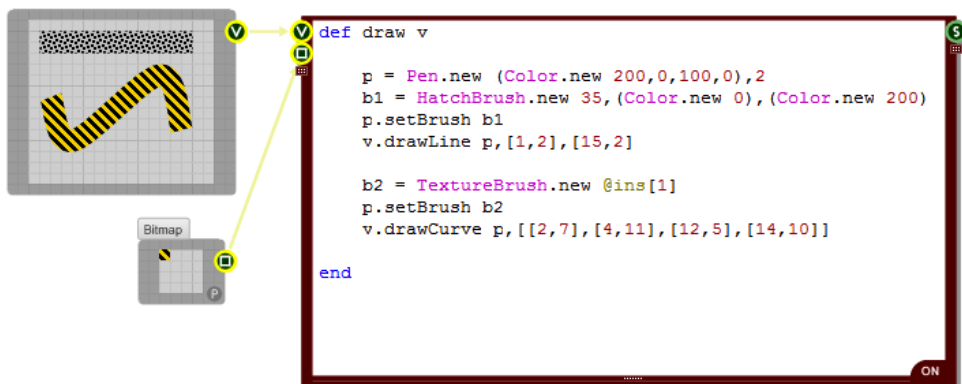 V
V
def draw v
S
p = Pen.new (Color.new 200,0,100,0),2
b1 = HatchBrush.new 35,(Color.new 0),(Color.new 200)
p.setBrush b1
v.drawLine p,[1,2],[15,2]
b2 = TextureBrush.new @ins[1]
p.setBrush b2
v.drawCurve p,[[2,7],[4,11],[12,5],[14,10]]
end
Bitmap
P
ON